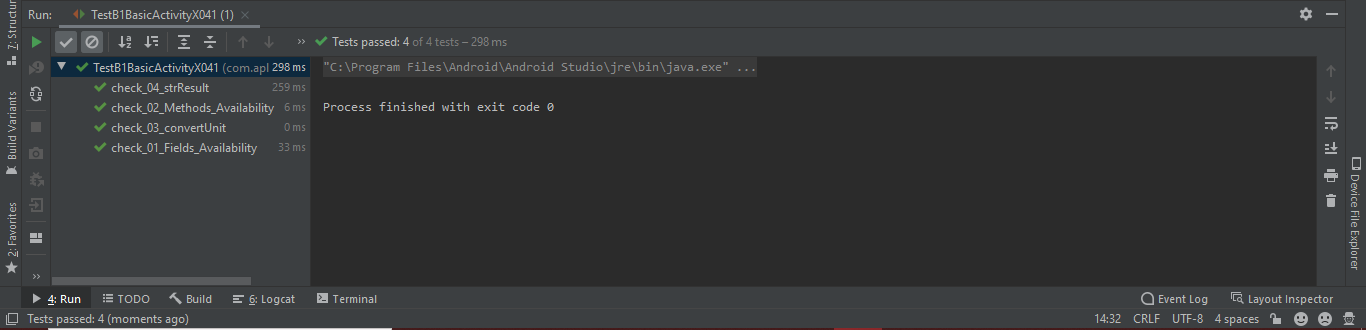 Run:
TestB1BasicActivityX041 (1)
Tests passed: 4 of 4 tests – 298 ms
TestB1BasicActivityX041 (com.apl 298 ms
check_04_strResult 259 ms
check_02_Methods_Availability 6 ms
check_03_convertUnit 0 ms
check_01_Fields_Availability 33 ms
"C:\Program Files\Android\Android Studio\jre\bin\java.exe" ...
Process finished with exit code 0
Z: Structur
Build Variants
2: Favorites
Device File Explorer
4: Run
TODO
Build
6: Logcat
Terminal
Event Log
Layout Inspector
Tests passed: 4 (moments ago)
14:32 CRLF UTF-8 4 spaces